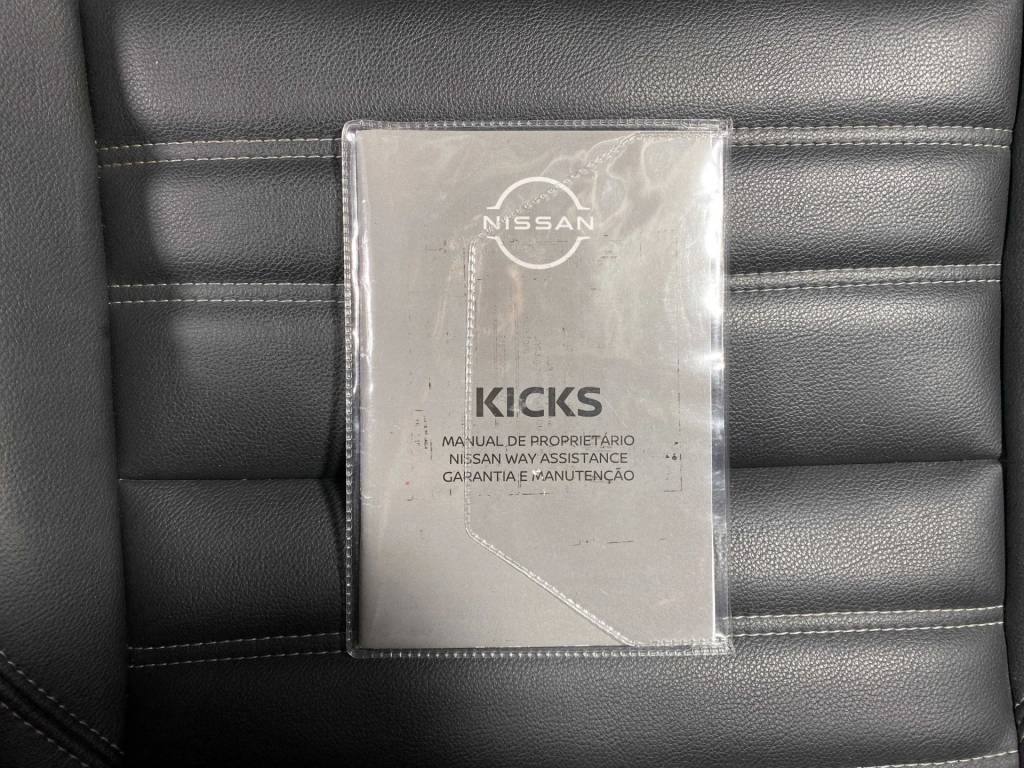 NISSAN
KICKS
MANUAL DE PROPRIETÁRIO
NISSAN WAY ASSISTANCE
GARANTIA E MANUTENÇÃO